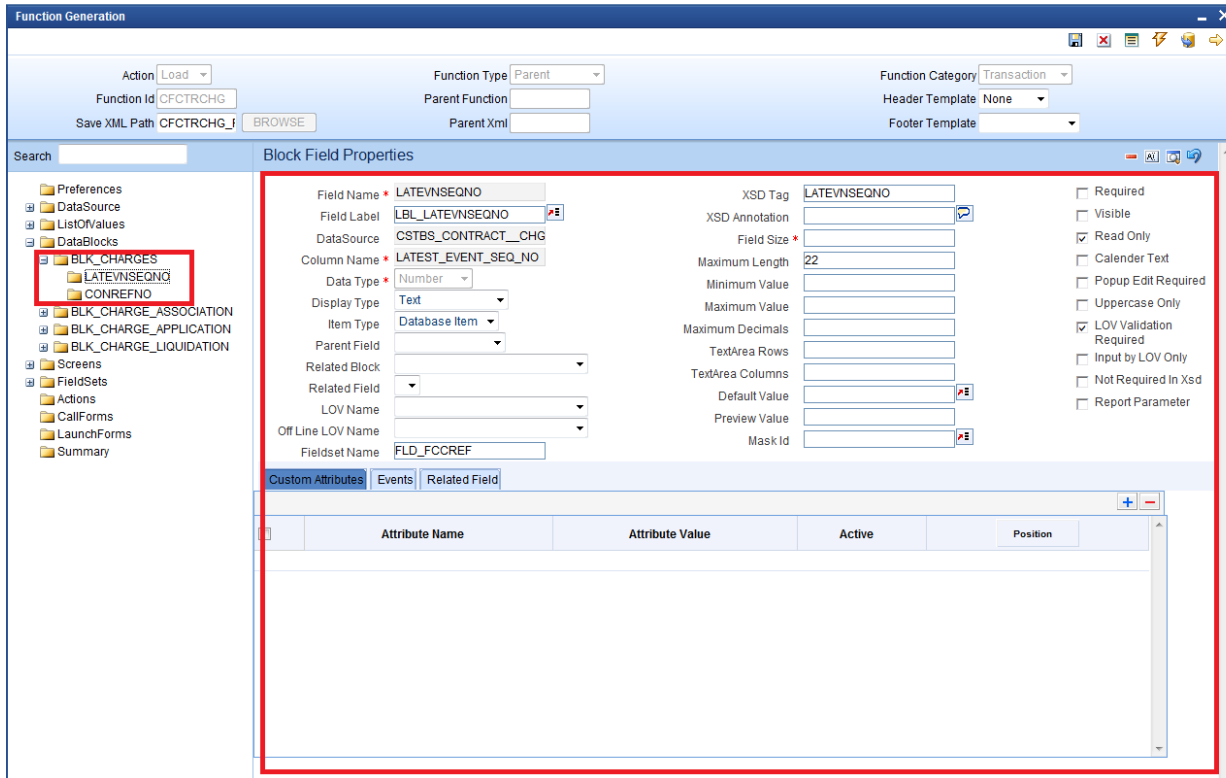 Function Generation
Action Load Function Type Parent Function Category Transaction
Function Id CFCTRCHG Parent Function Header Template None
Save XML Path CFCTRCHG_ BROWSE Parent Xml Footer Template
Search
Preferences
DataSource
ListOfValues
DataBlocks
BLK_CHARGES
LATEVNSEQNO
CONREFNO
BLK_CHARGE_ASSOCIATION
BLK_CHARGE_APPLICATION
BLK_CHARGE_LIQUIDATION
Screens
FieldSets
Actions
CallForms
LaunchForms
Summary
Block Field Properties
Field Name * LATEVNSEQNO
Field Label LBL_LATEVNSEQNO
DataSource CSTBS_CONTRACT__CHG
Column Name * LATEST_EVENT_SEQ_NO
Data Type * Number
Display Type Text
Item Type Database Item
Parent Field
Related Block
Related Field
LOV Name
Off Line LOV Name
Fieldset Name FLD_FCCREF
XSD Tag LATEVNSEQNO
XSD Annotation
Field Size *
Maximum Length 22
Minimum Value
Maximum Value
Maximum Decimals
TextArea Rows
TextArea Columns
Default Value
Preview Value
Mask Id
Required
Visible
Read Only
Calender Text
Popup Edit Required
Uppercase Only
LOV Validation
Required
Input by LOV Only
Not Required In Xsd
Report Parameter
Custom Attributes Events Related Field
Attribute Name Attribute Value Active Position